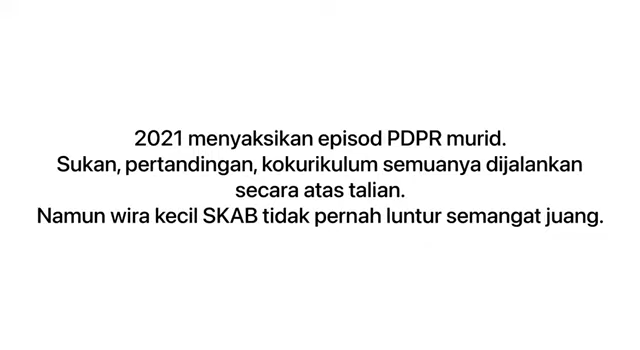 2021 menyaksikan episod PDPR murid.
Sukan, pertandingan, kokurikulum semuanya dijalankan
secara atas talian.
Namun wira kecil SKAB tidak pernah luntur semangat juang.